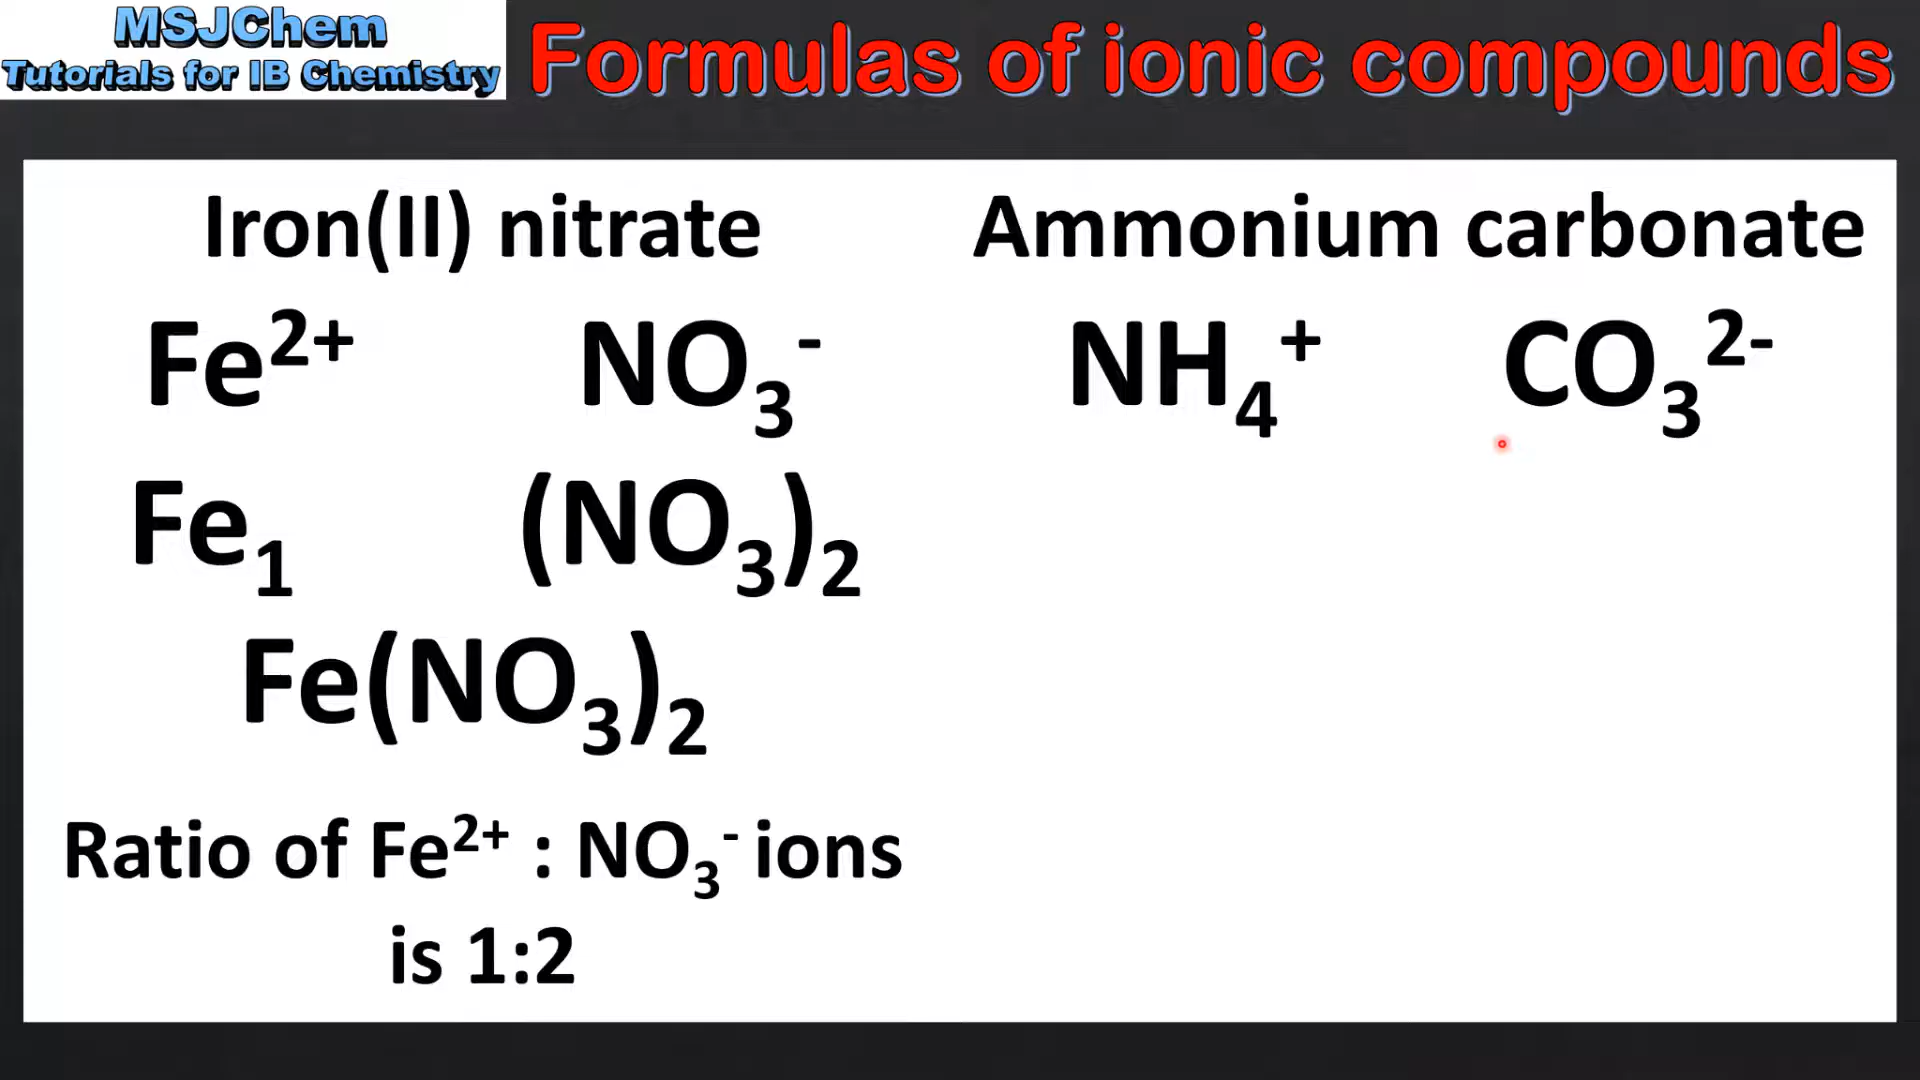 MSJChem
Tutorials for IB Chemistry
Formulas of ionic compounds
Iron(II) nitrate
Fe²⁺ NO₃⁻
Fe₁ (NO₃)₂
Fe(NO₃)₂
Ratio of Fe²⁺ : NO₃⁻ ions
is 1:2
Ammonium carbonate
NH₄⁺ CO₃²⁻